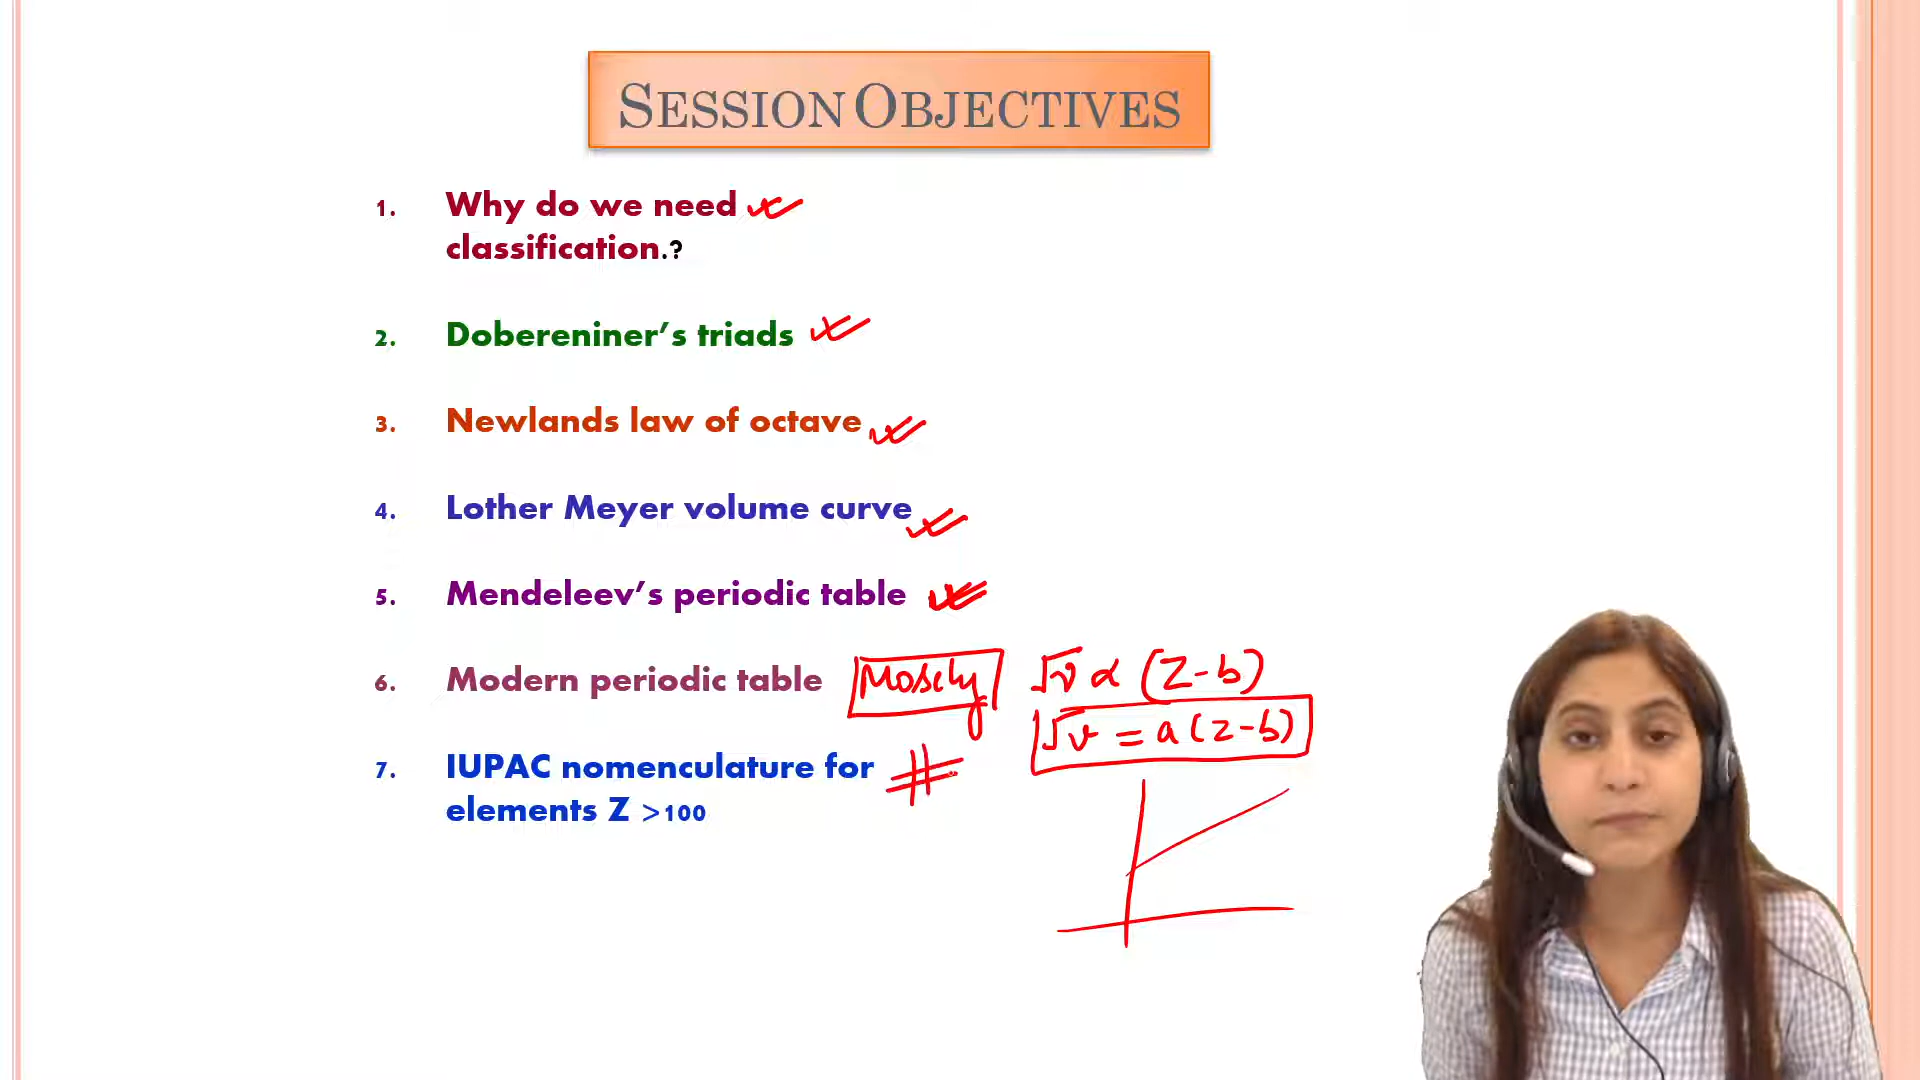 SESSION OBJECTIVES
1. Why do we need
classification.?
2. Dobereniner's triads
3. Newlands law of octave
4. Lother Meyer volume curve
5. Mendeleev's periodic table
6. Modern periodic table Mosely √ν ∝ (Z-b)
√ν = a(z-b)
7. IUPAC nomenculature for #
elements Z >100